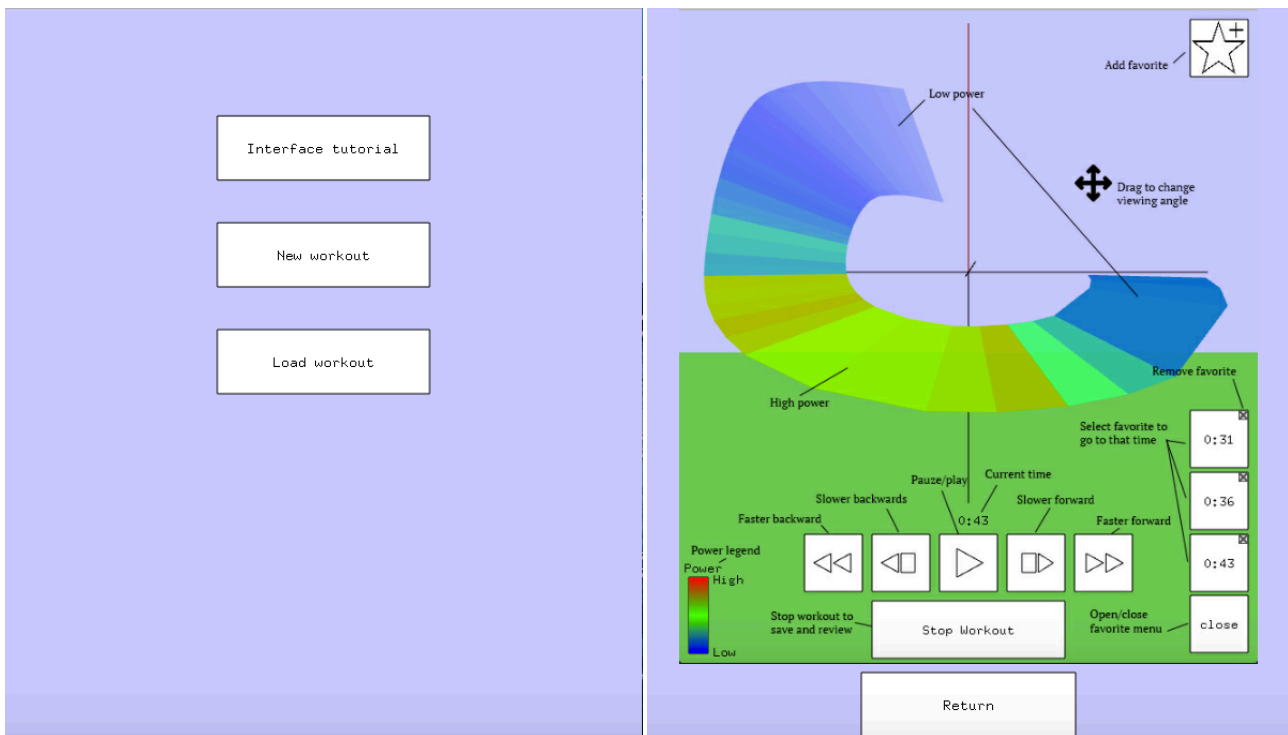 Interface tutorial
New workout
Load workout
Add favorite
Low power
Drag to change
viewing angle
Remove favorite
High power
Select favorite to
go to that time
0:31
Pauze/play
Current time
Slower backwards
Slower forward
0:36
Faster backward
0:43
Faster forward
Power legend
Power
High
0:43
Stop workout to
save and review
Stop Workout
Open/close
favorite menu
close
Low
Return